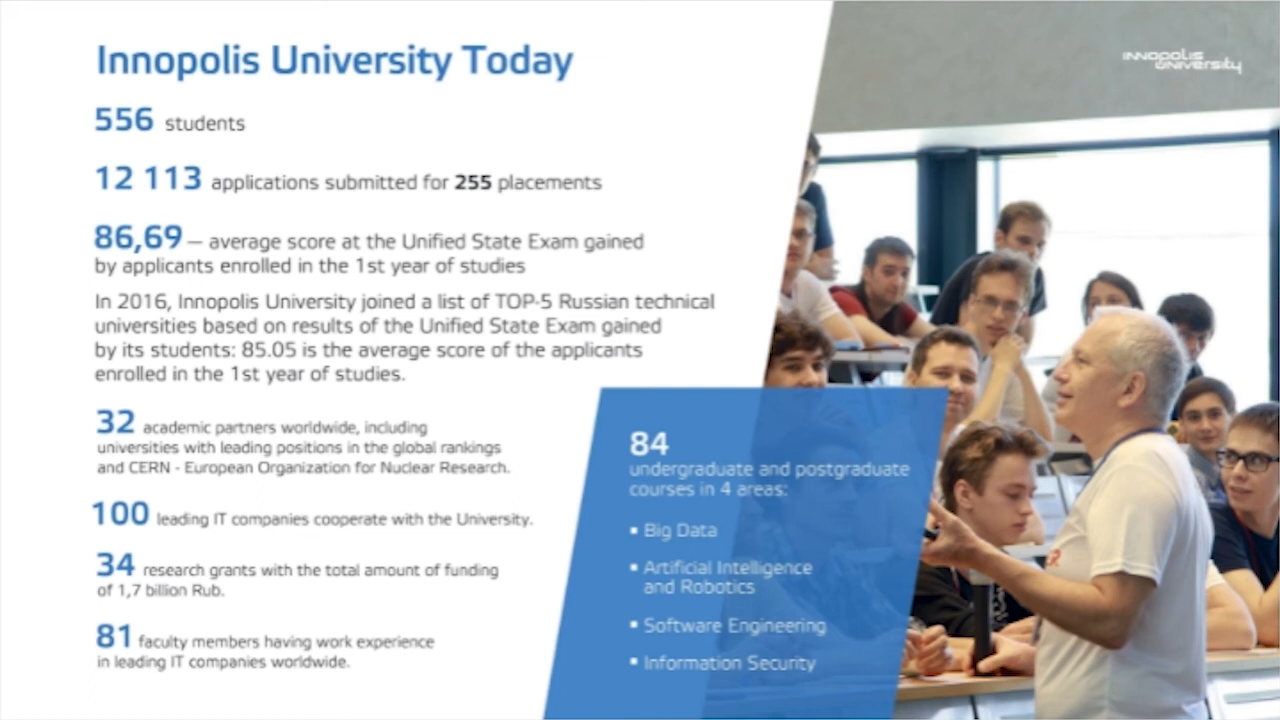 Innopolis University Today
INNOPOLIS
UNIVERSITY
556 students
12 113 applications submitted for 255 placements
86,69 – average score at the Unified State Exam gained
by applicants enrolled in the 1st year of studies
In 2016, Innopolis University joined a list of TOP-5 Russian technical
universities based on results of the Unified State Exam gained
by its students: 85.05 is the average score of the applicants
enrolled in the 1st year of studies.
32 academic partners worldwide, including
universities with leading positions in the global rankings
and CERN - European Organization for Nuclear Research.
100 leading IT companies cooperate with the University.
34 research grants with the total amount of funding
of 1,7 billion Rub.
81 faculty members having work experience
in leading IT companies worldwide.
84
undergraduate and postgraduate
courses in 4 areas:
▪ Big Data
▪ Artificial Intelligence
and Robotics
▪ Software Engineering
▪ Information Security